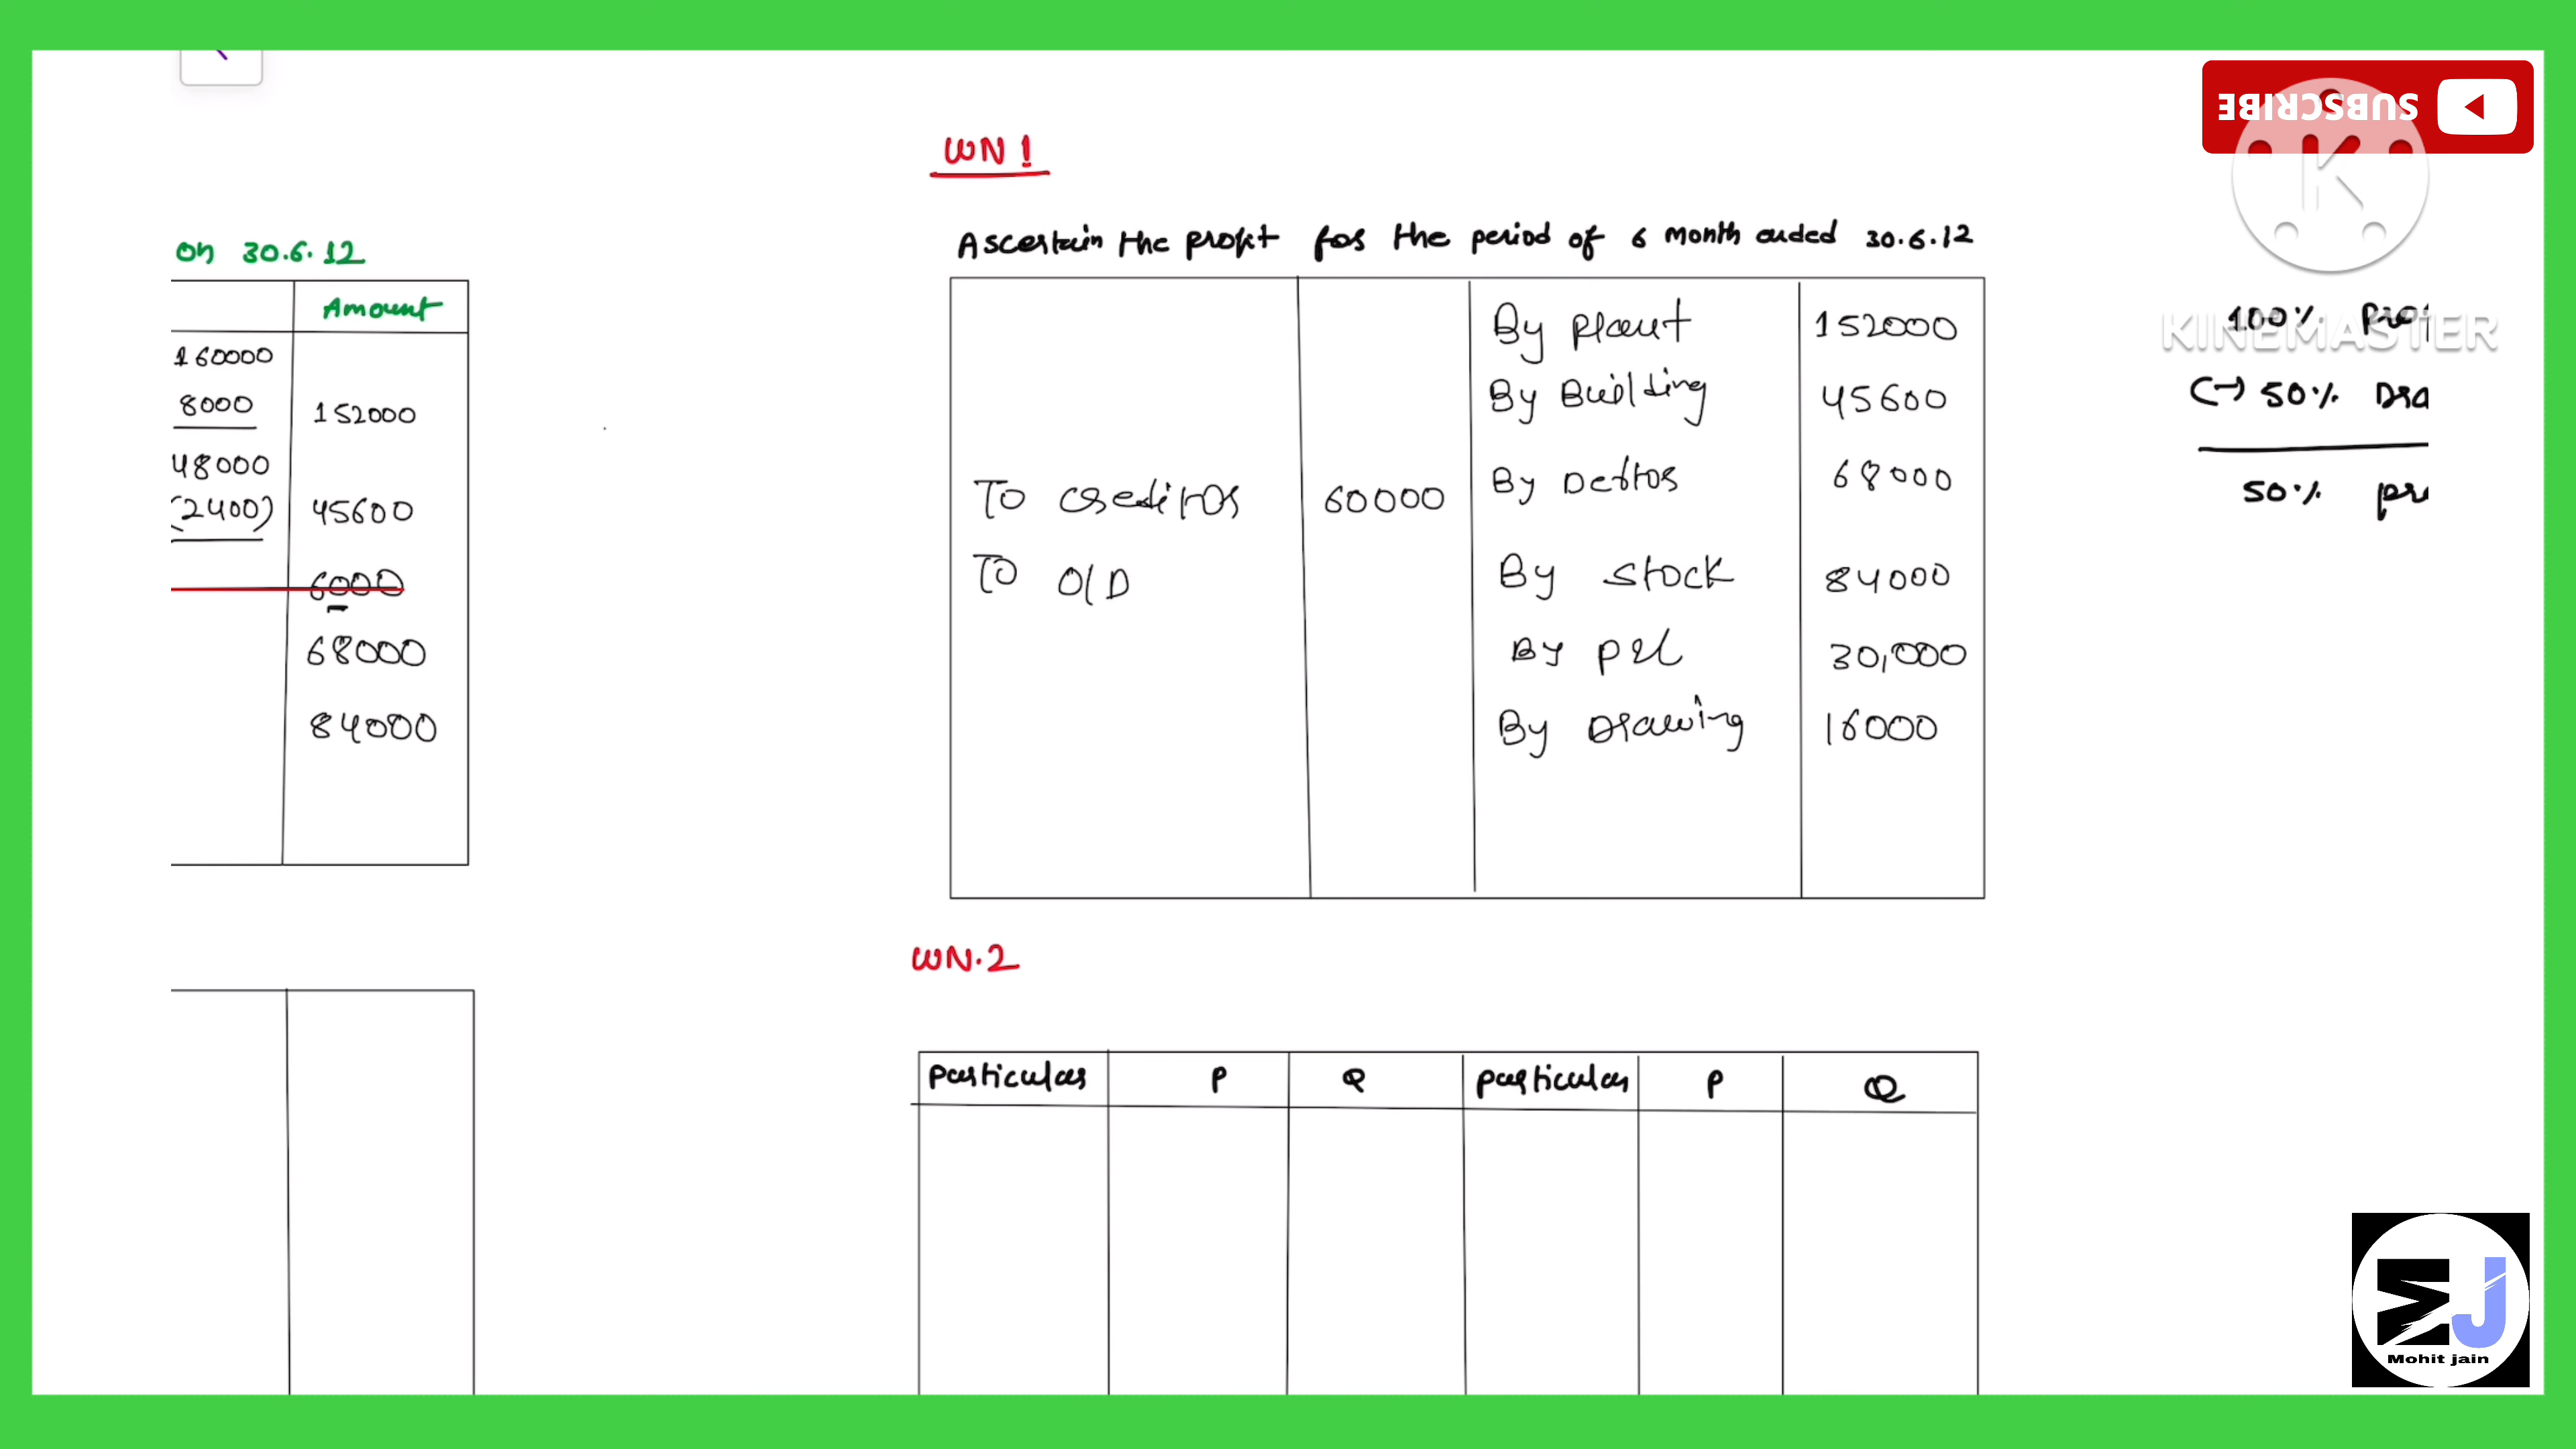 SUBSCRIBE
KINEMASTER
on 30.6.12
Amount
160000
8000 152000
48000
(2400) 45600
6000
68000
84000
WN 1
Ascertain the profit for the period of 6 month ended 30.6.12
By Plant 152000
By Building 45600
To Creditors 60000 By Debtors 68000
To O/D By Stock 84000
By P&L 30,000
By Drawing 16000
100%
(-) 50% Dra
50%
WN.2
Particulars P Q Particulars P Q
Mohit jain